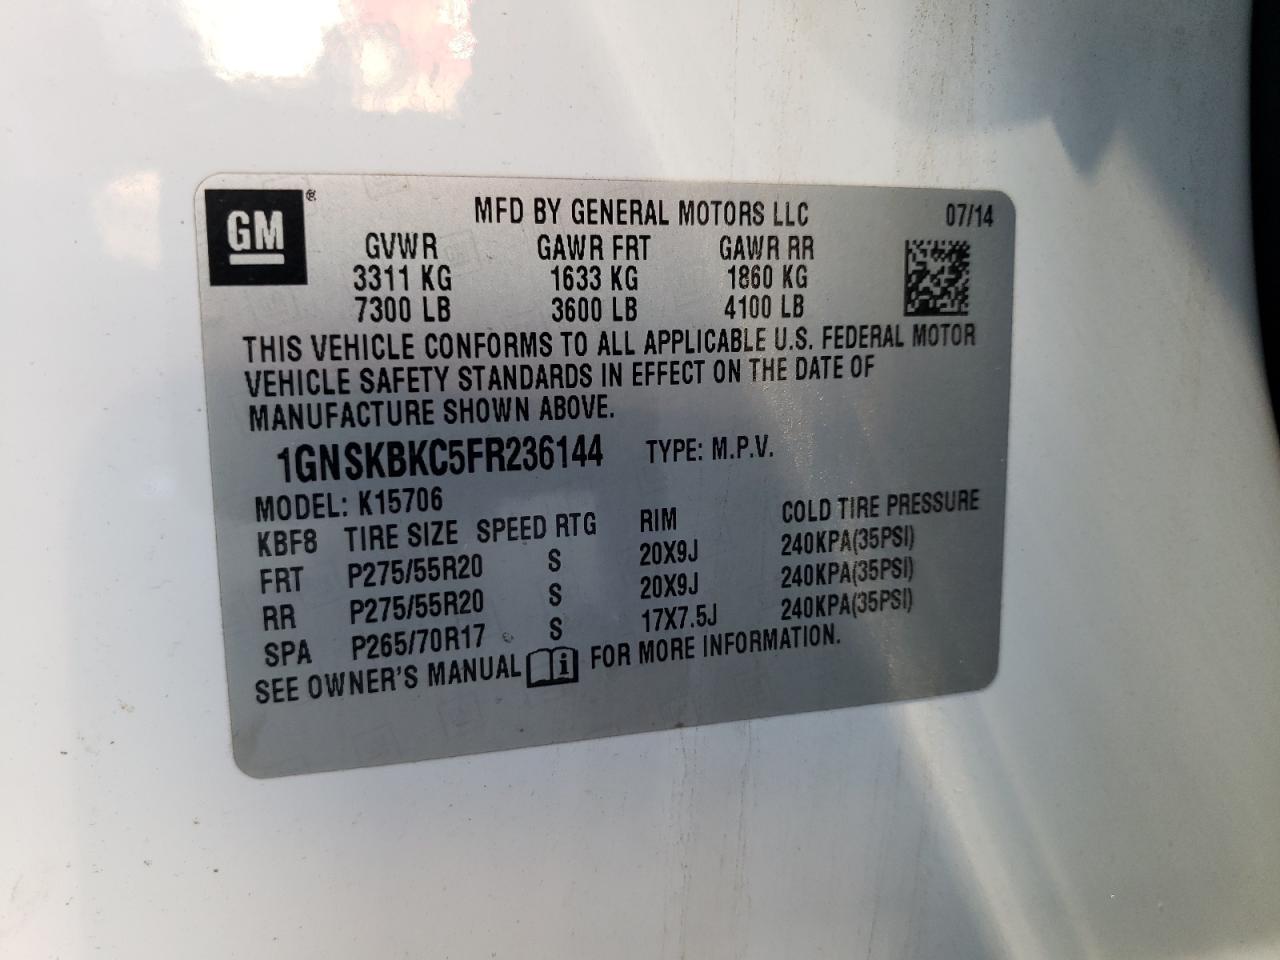 GM ®
MFD BY GENERAL MOTORS LLC 07/14
GVWR GAWR FRT GAWR RR
3311 KG 1633 KG 1860 KG
7300 LB 3600 LB 4100 LB
THIS VEHICLE CONFORMS TO ALL APPLICABLE U.S. FEDERAL MOTOR
VEHICLE SAFETY STANDARDS IN EFFECT ON THE DATE OF
MANUFACTURE SHOWN ABOVE.
1GNSKBKC5FR236144 TYPE: M.P.V.
MODEL: K15706
KBF8 TIRE SIZE SPEED RTG RIM COLD TIRE PRESSURE
FRT P275/55R20 S 20X9J 240KPA(35PSI)
RR P275/55R20 S 20X9J 240KPA(35PSI)
SPA P265/70R17 S 17X7.5J 240KPA(35PSI)
SEE OWNER'S MANUAL i FOR MORE INFORMATION.